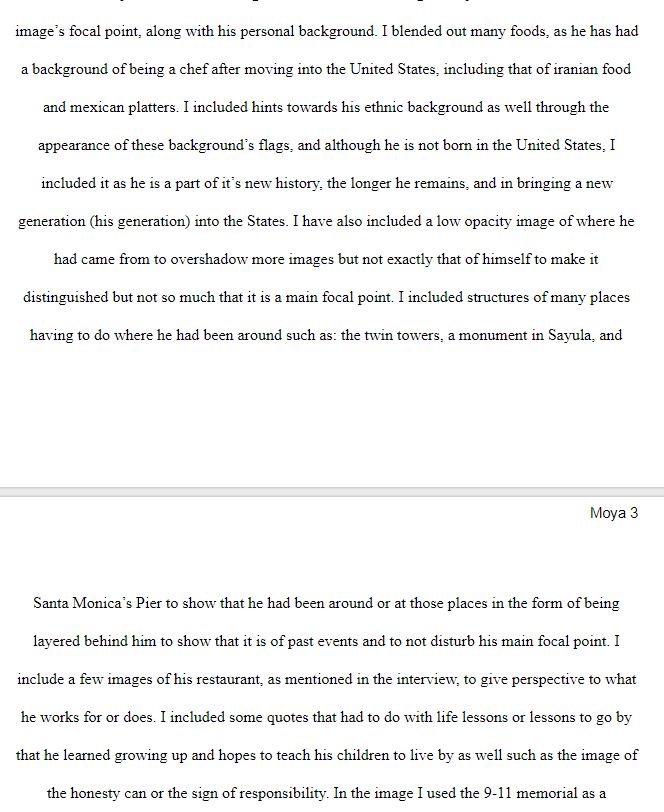 image's focal point, along with his personal background. I blended out many foods, as he has had
a background of being a chef after moving into the United States, including that of iranian food
and mexican platters. I included hints towards his ethnic background as well through the
appearance of these background's flags, and although he is not born in the United States, I
included it as he is a part of it's new history, the longer he remains, and in bringing a new
generation (his generation) into the States. I have also included a low opacity image of where he
had came from to overshadow more images but not exactly that of himself to make it
distinguished but not so much that it is a main focal point. I included structures of many places
having to do where he had been around such as: the twin towers, a monument in Sayula, and
Moya 3
Santa Monica's Pier to show that he had been around or at those places in the form of being
layered behind him to show that it is of past events and to not disturb his main focal point. I
include a few images of his restaurant, as mentioned in the interview, to give perspective to what
he works for or does. I included some quotes that had to do with life lessons or lessons to go by
that he learned growing up and hopes to teach his children to live by as well such as the image of
the honesty can or the sign of responsibility. In the image I used the 9-11 memorial as a